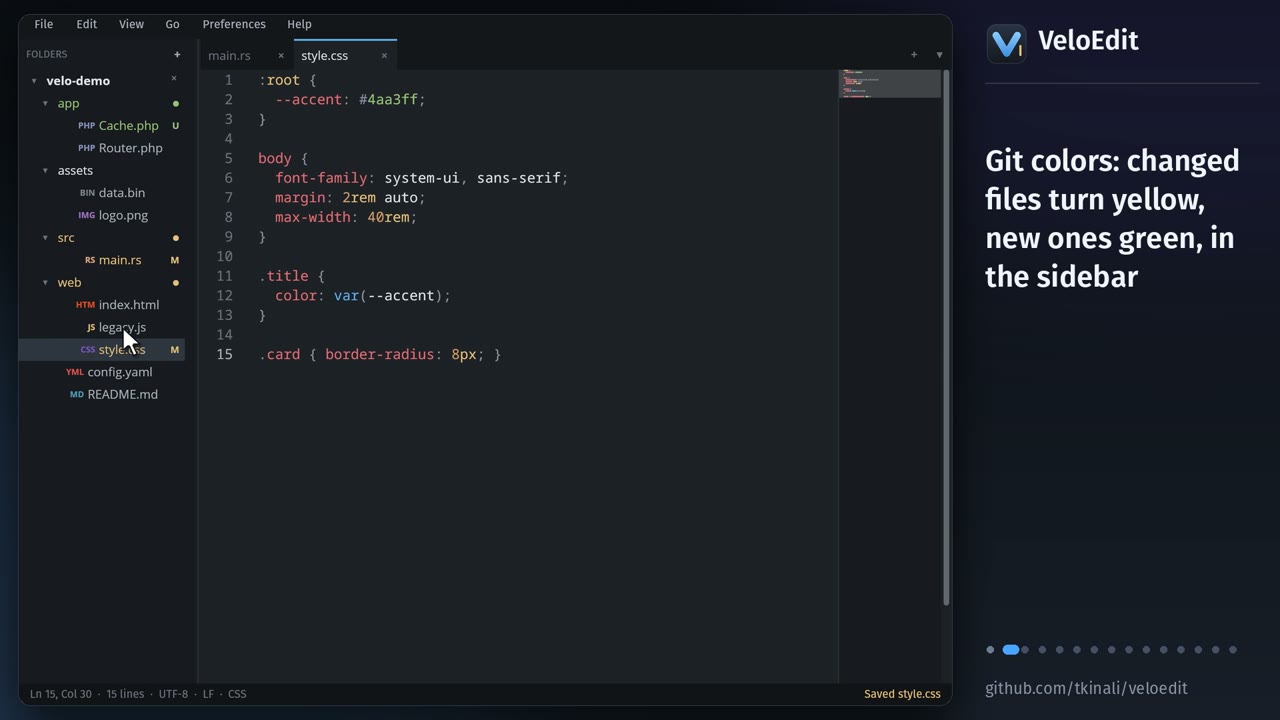 File Edit View Go Preferences Help
FOLDERS +
velo-demo ×
app
PHP Cache.php U
PHP Router.php
assets
BIN data.bin
IMG logo.png
src
RS main.rs M
web
HTM index.html
JS legacy.js
CSS style.css M
YML config.yaml
MD README.md
main.rs × style.css × +
1 :root {
2   --accent: #4aa3ff;
3 }
4
5 body {
6   font-family: system-ui, sans-serif;
7   margin: 2rem auto;
8   max-width: 40rem;
9 }
10
11 .title {
12   color: var(--accent);
13 }
14
15 .card { border-radius: 8px; }
Ln 15, Col 30 · 15 lines · UTF-8 · LF · CSS
Saved style.css
VeloEdit
Git colors: changed
files turn yellow,
new ones green, in
the sidebar
github.com/tkinali/veloedit